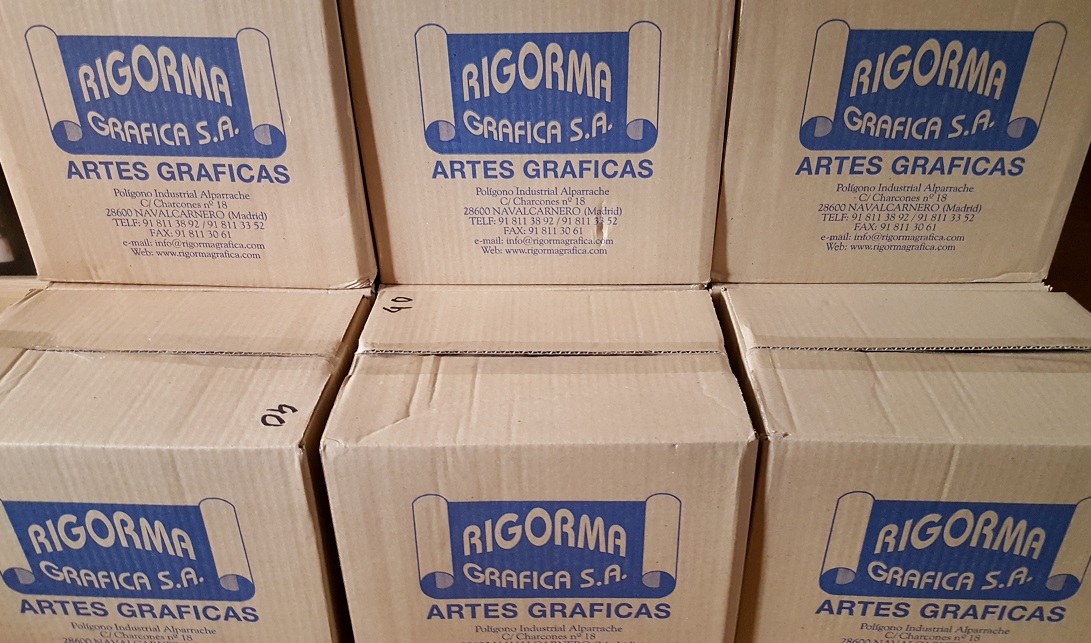 RIGORMA
GRAFICA S.A.
ARTES GRAFICAS
Polígono Industrial Alparrache
C/ Charcones nº 18
28600 NAVALCARNERO (Madrid)
TELF: 91 811 38 92 / 91 811 33 52
FAX: 91 811 30 61
e-mail: info@rigormagrafica.com
Web: www.rigormagrafica.com
RIGORMA
GRAFICA S.A.
ARTES GRAFICAS
Polígono Industrial Alparrache
C/ Charcones nº 18
28600 NAVALCARNERO (Madrid)
TELF: 91 811 38 92 / 91 811 33 52
FAX: 91 811 30 61
e-mail: info@rigormagrafica.com
Web: www.rigormagrafica.com
RIGORMA
GRAFICA S.A.
ARTES GRAFICAS
Polígono Industrial Alparrache
C/ Charcones nº 18
28600 NAVALCARNERO (Madrid)
TELF: 91 811 38 92 / 91 811 33 52
FAX: 91 811 30 61
e-mail: info@rigormagrafica.com
Web: www.rigormagrafica.com
40
40
RIGORMA
GRAFICA S.A.
ARTES GRAFICAS
Polígono Industrial Alparrache
C/ Charcones nº 18
RIGORMA
GRAFICA S.A.
ARTES GRAFICAS
Polígono Industrial Alparrache
C/ Charcones nº 18
RIGORMA
GRAFICA S.A.
ARTES GRAFICAS
Polígono Industrial Alparrache
C/ Charcones nº 18